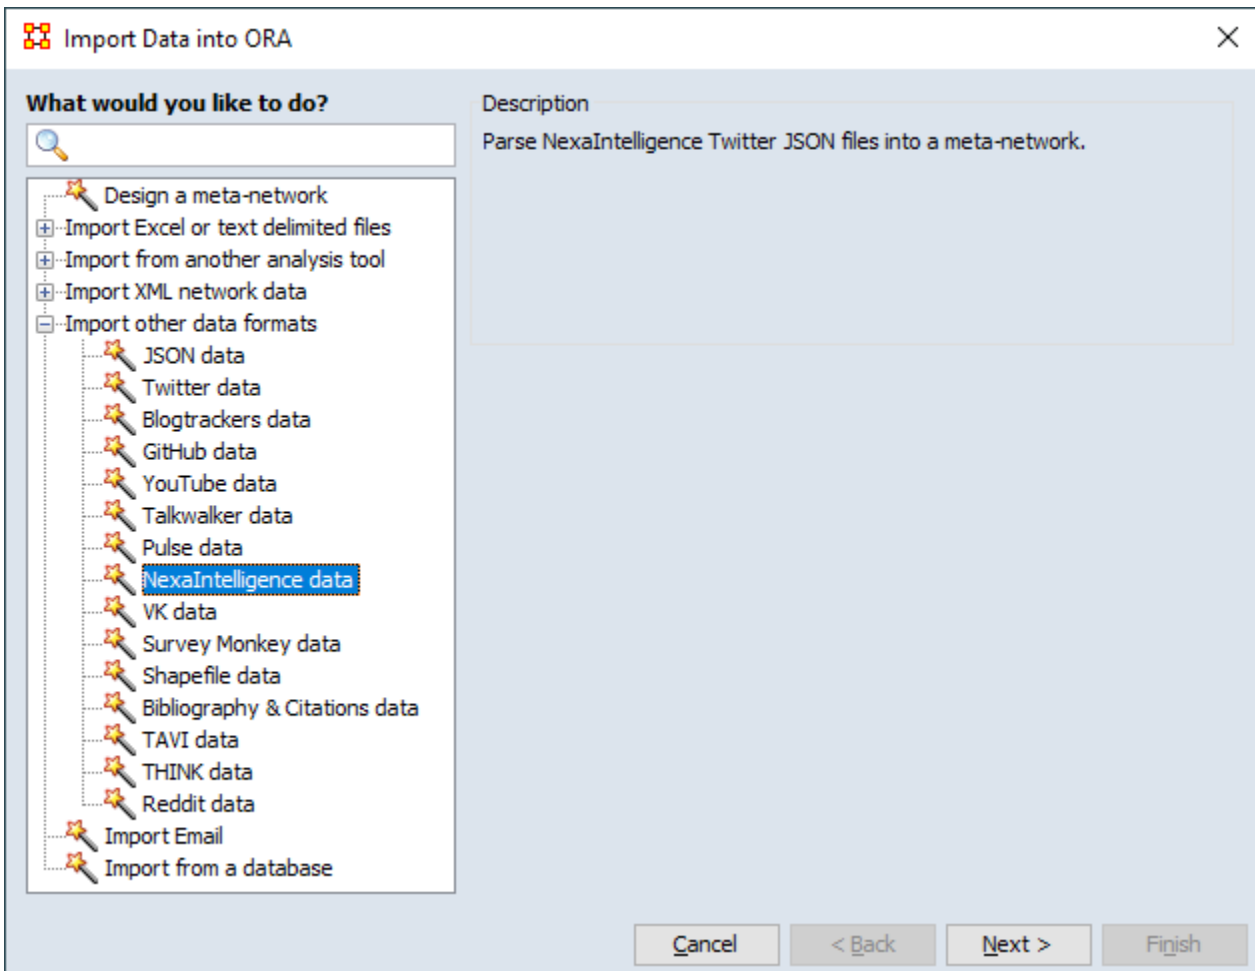 Import Data into ORA
What would you like to do?
Description
Parse NexaIntelligence Twitter JSON files into a meta-network.
Design a meta-network
Import Excel or text delimited files
Import from another analysis tool
Import XML network data
Import other data formats
JSON data
Twitter data
Blogtrackers data
GitHub data
YouTube data
Talkwalker data
Pulse data
NexaIntelligence data
VK data
Survey Monkey data
Shapefile data
Bibliography & Citations data
TAVI data
THINK data
Reddit data
Import Email
Import from a database
Cancel < Back Next > Finish